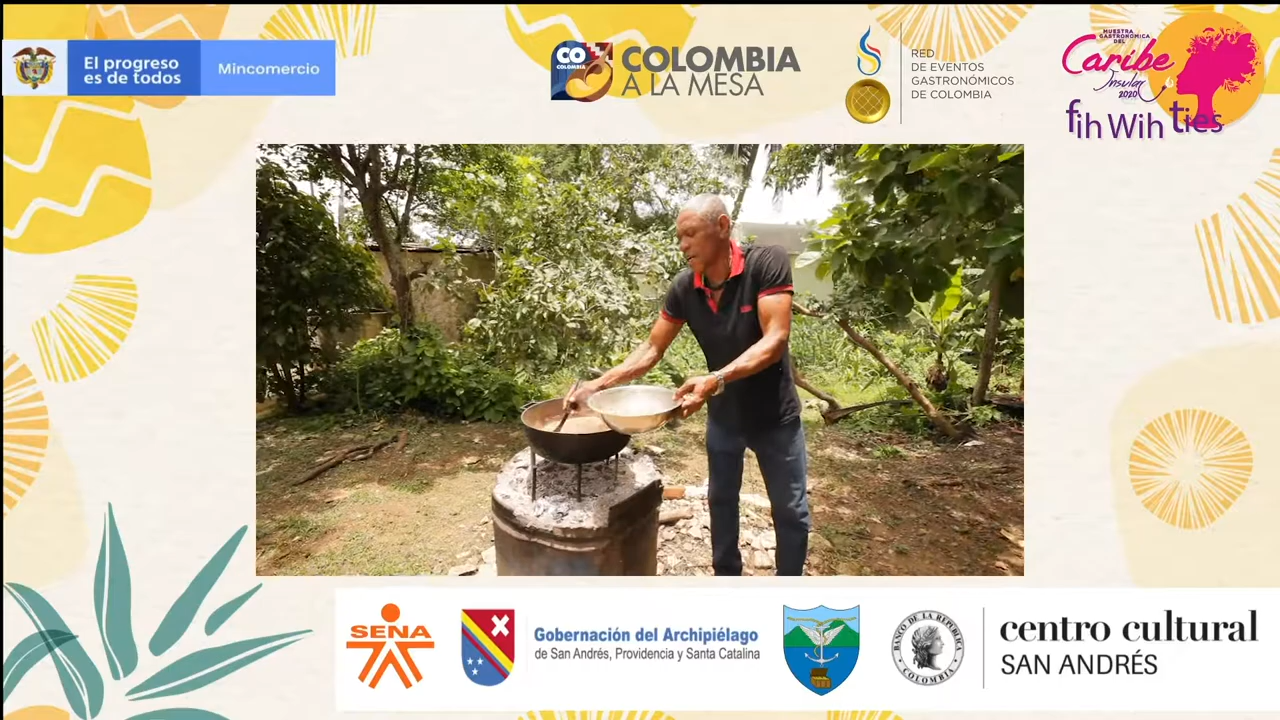 El progreso
es de todos
Mincomercio
CO
COLOMBIA
COLOMBIA
A LA MESA
RED
DE EVENTOS
GASTRONÓMICOS
DE COLOMBIA
MUESTRA
GASTRONÓMICA
DEL
Caribe
Insular
2020
fih Wih ties
SENA
Gobernación del Archipiélago
de San Andrés, Providencia y Santa Catalina
BANCO DE LA REPÚBLICA
COLOMBIA
centro cultural
SAN ANDRÉS